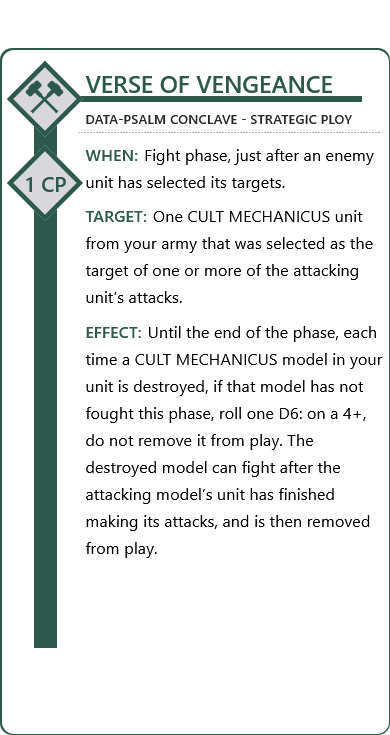 VERSE OF VENGEANCE
DATA-PSALM CONCLAVE - STRATEGIC PLOY
1 CP
WHEN: Fight phase, just after an enemy
unit has selected its targets.
TARGET: One CULT MECHANICUS unit
from your army that was selected as the
target of one or more of the attacking
unit's attacks.
EFFECT: Until the end of the phase, each
time a CULT MECHANICUS model in your
unit is destroyed, if that model has not
fought this phase, roll one D6: on a 4+,
do not remove it from play. The
destroyed model can fight after the
attacking model's unit has finished
making its attacks, and is then removed
from play.